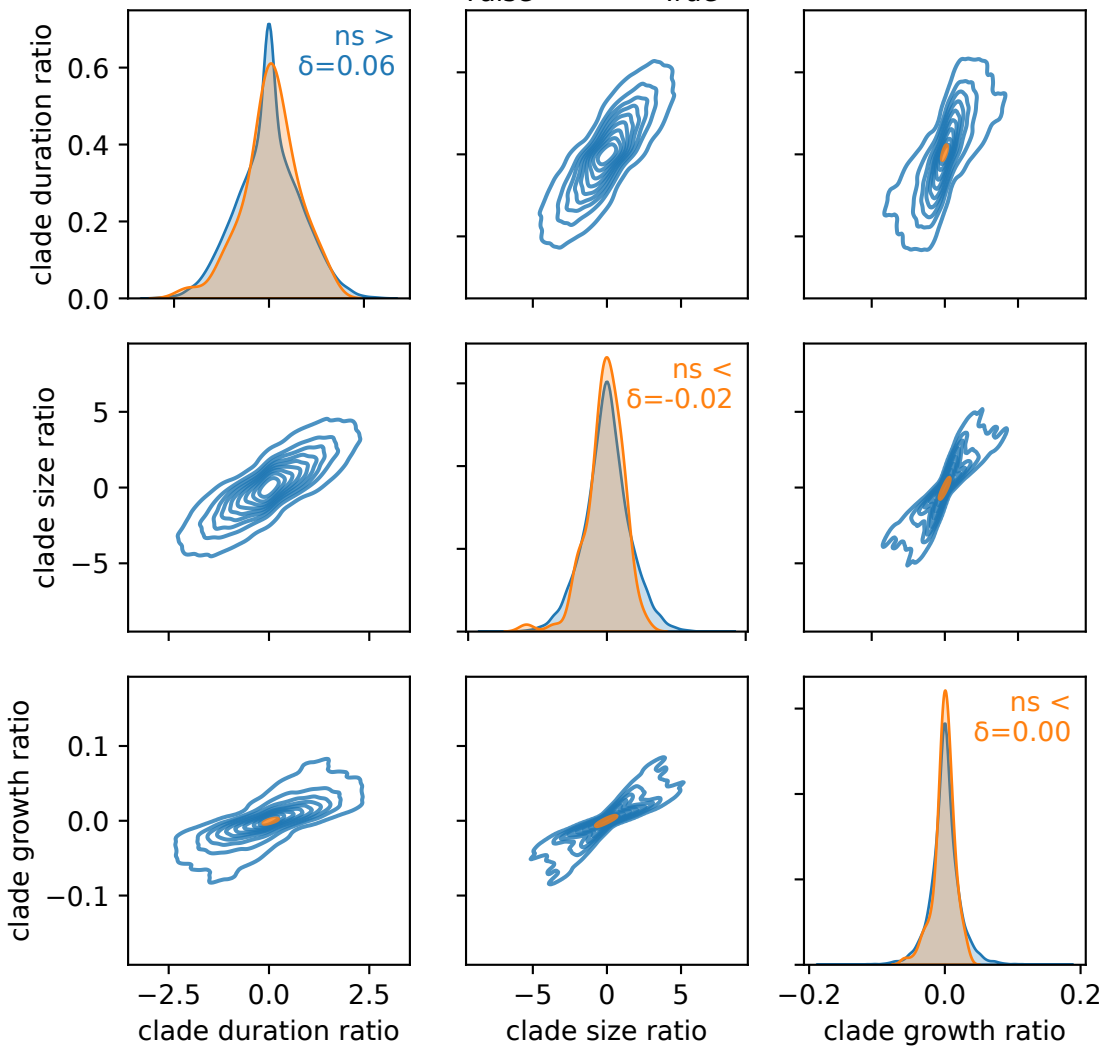 clade duration ratio
0.6
0.4
0.2
0.0
ns >
δ=0.06
clade size ratio
5
0
−5
ns <
δ=-0.02
clade growth ratio
0.1
0.0
−0.1
ns <
δ=0.00
−2.5 0.0 2.5
clade duration ratio
−5 0 5
clade size ratio
−0.2 0.0 0.2
clade growth ratio